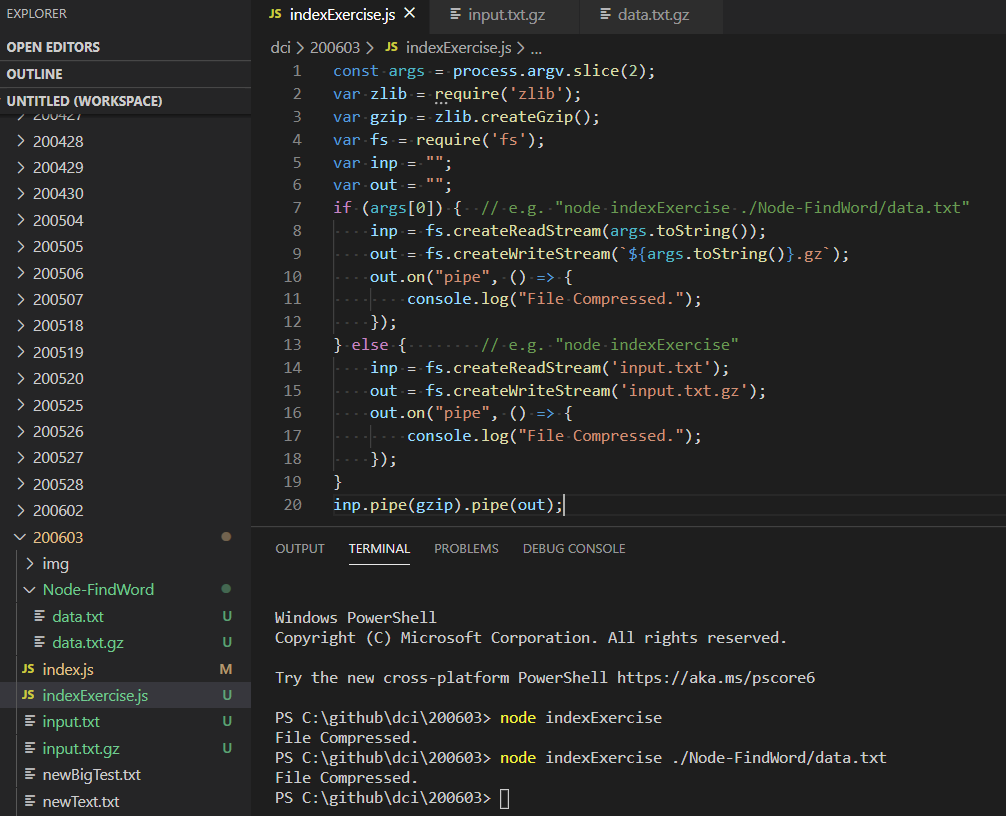 EXPLORER
OPEN EDITORS
OUTLINE
UNTITLED (WORKSPACE)
200427
200428
200429
200430
200504
200505
200506
200507
200518
200519
200520
200525
200526
200527
200528
200602
200603
img
Node-FindWord
data.txt U
data.txt.gz U
JS index.js M
JS indexExercise.js U
input.txt U
input.txt.gz U
newBigTest.txt
newText.txt
JS indexExercise.js × input.txt.gz data.txt.gz
dci > 200603 > JS indexExercise.js > ...
1 const args = process.argv.slice(2);
2 var zlib = require('zlib');
3 var gzip = zlib.createGzip();
4 var fs = require('fs');
5 var inp = "";
6 var out = "";
7 if (args[0]) { // e.g. "node indexExercise ./Node-FindWord/data.txt"
8 inp = fs.createReadStream(args.toString());
9 out = fs.createWriteStream(`${args.toString()}.gz`);
10 out.on("pipe", () => {
11 console.log("File Compressed.");
12 });
13 } else { // e.g. "node indexExercise"
14 inp = fs.createReadStream('input.txt');
15 out = fs.createWriteStream('input.txt.gz');
16 out.on("pipe", () => {
17 console.log("File Compressed.");
18 });
19 }
20 inp.pipe(gzip).pipe(out);
OUTPUT TERMINAL PROBLEMS DEBUG CONSOLE
Windows PowerShell
Copyright (C) Microsoft Corporation. All rights reserved.
Try the new cross-platform PowerShell https://aka.ms/pscore6
PS C:\github\dci\200603> node indexExercise
File Compressed.
PS C:\github\dci\200603> node indexExercise ./Node-FindWord/data.txt
File Compressed.
PS C:\github\dci\200603>